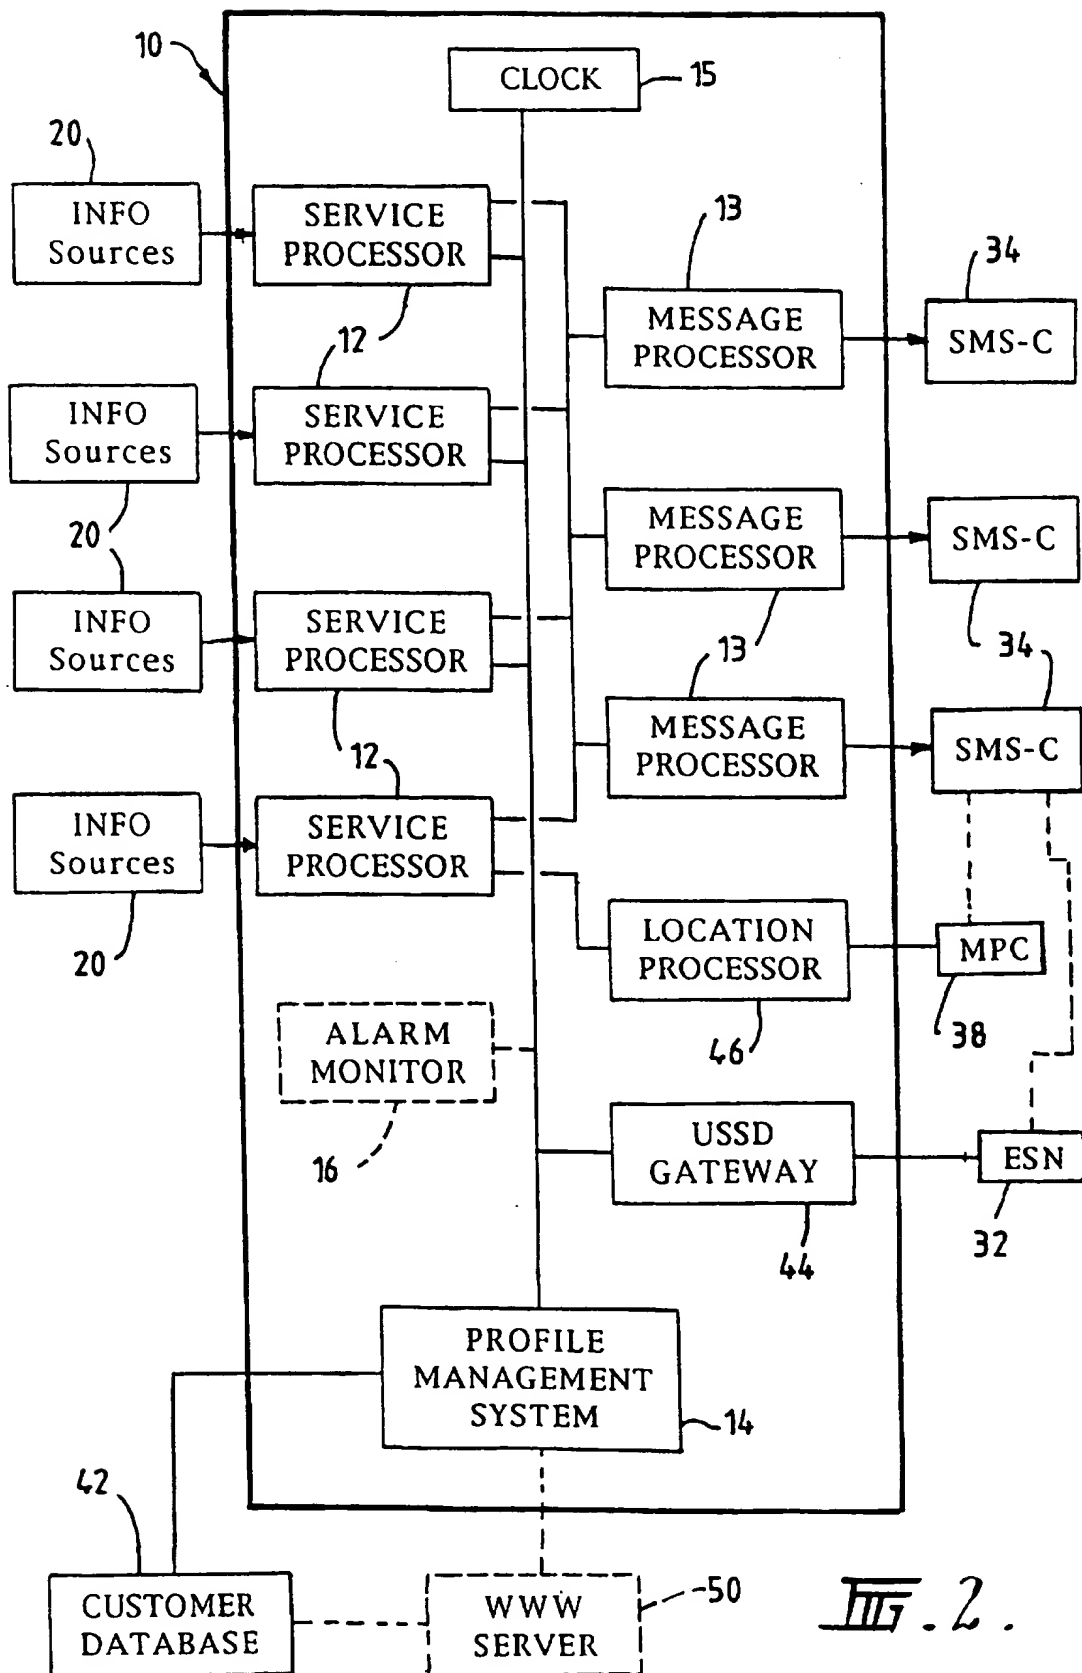 10
CLOCK
15
20
INFO
Sources
SERVICE
PROCESSOR
13
34
MESSAGE
PROCESSOR
SMS-C
12
INFO
Sources
SERVICE
PROCESSOR
20
MESSAGE
PROCESSOR
SMS-C
INFO
Sources
SERVICE
PROCESSOR
13
34
12
MESSAGE
PROCESSOR
SMS-C
INFO
Sources
SERVICE
PROCESSOR
20
LOCATION
PROCESSOR
MPC
46
38
ALARM
MONITOR
16
USSD
GATEWAY
ESN
44
32
PROFILE
MANAGEMENT
SYSTEM
14
42
CUSTOMER
DATABASE
WWW
SERVER
50
FIG. 2.